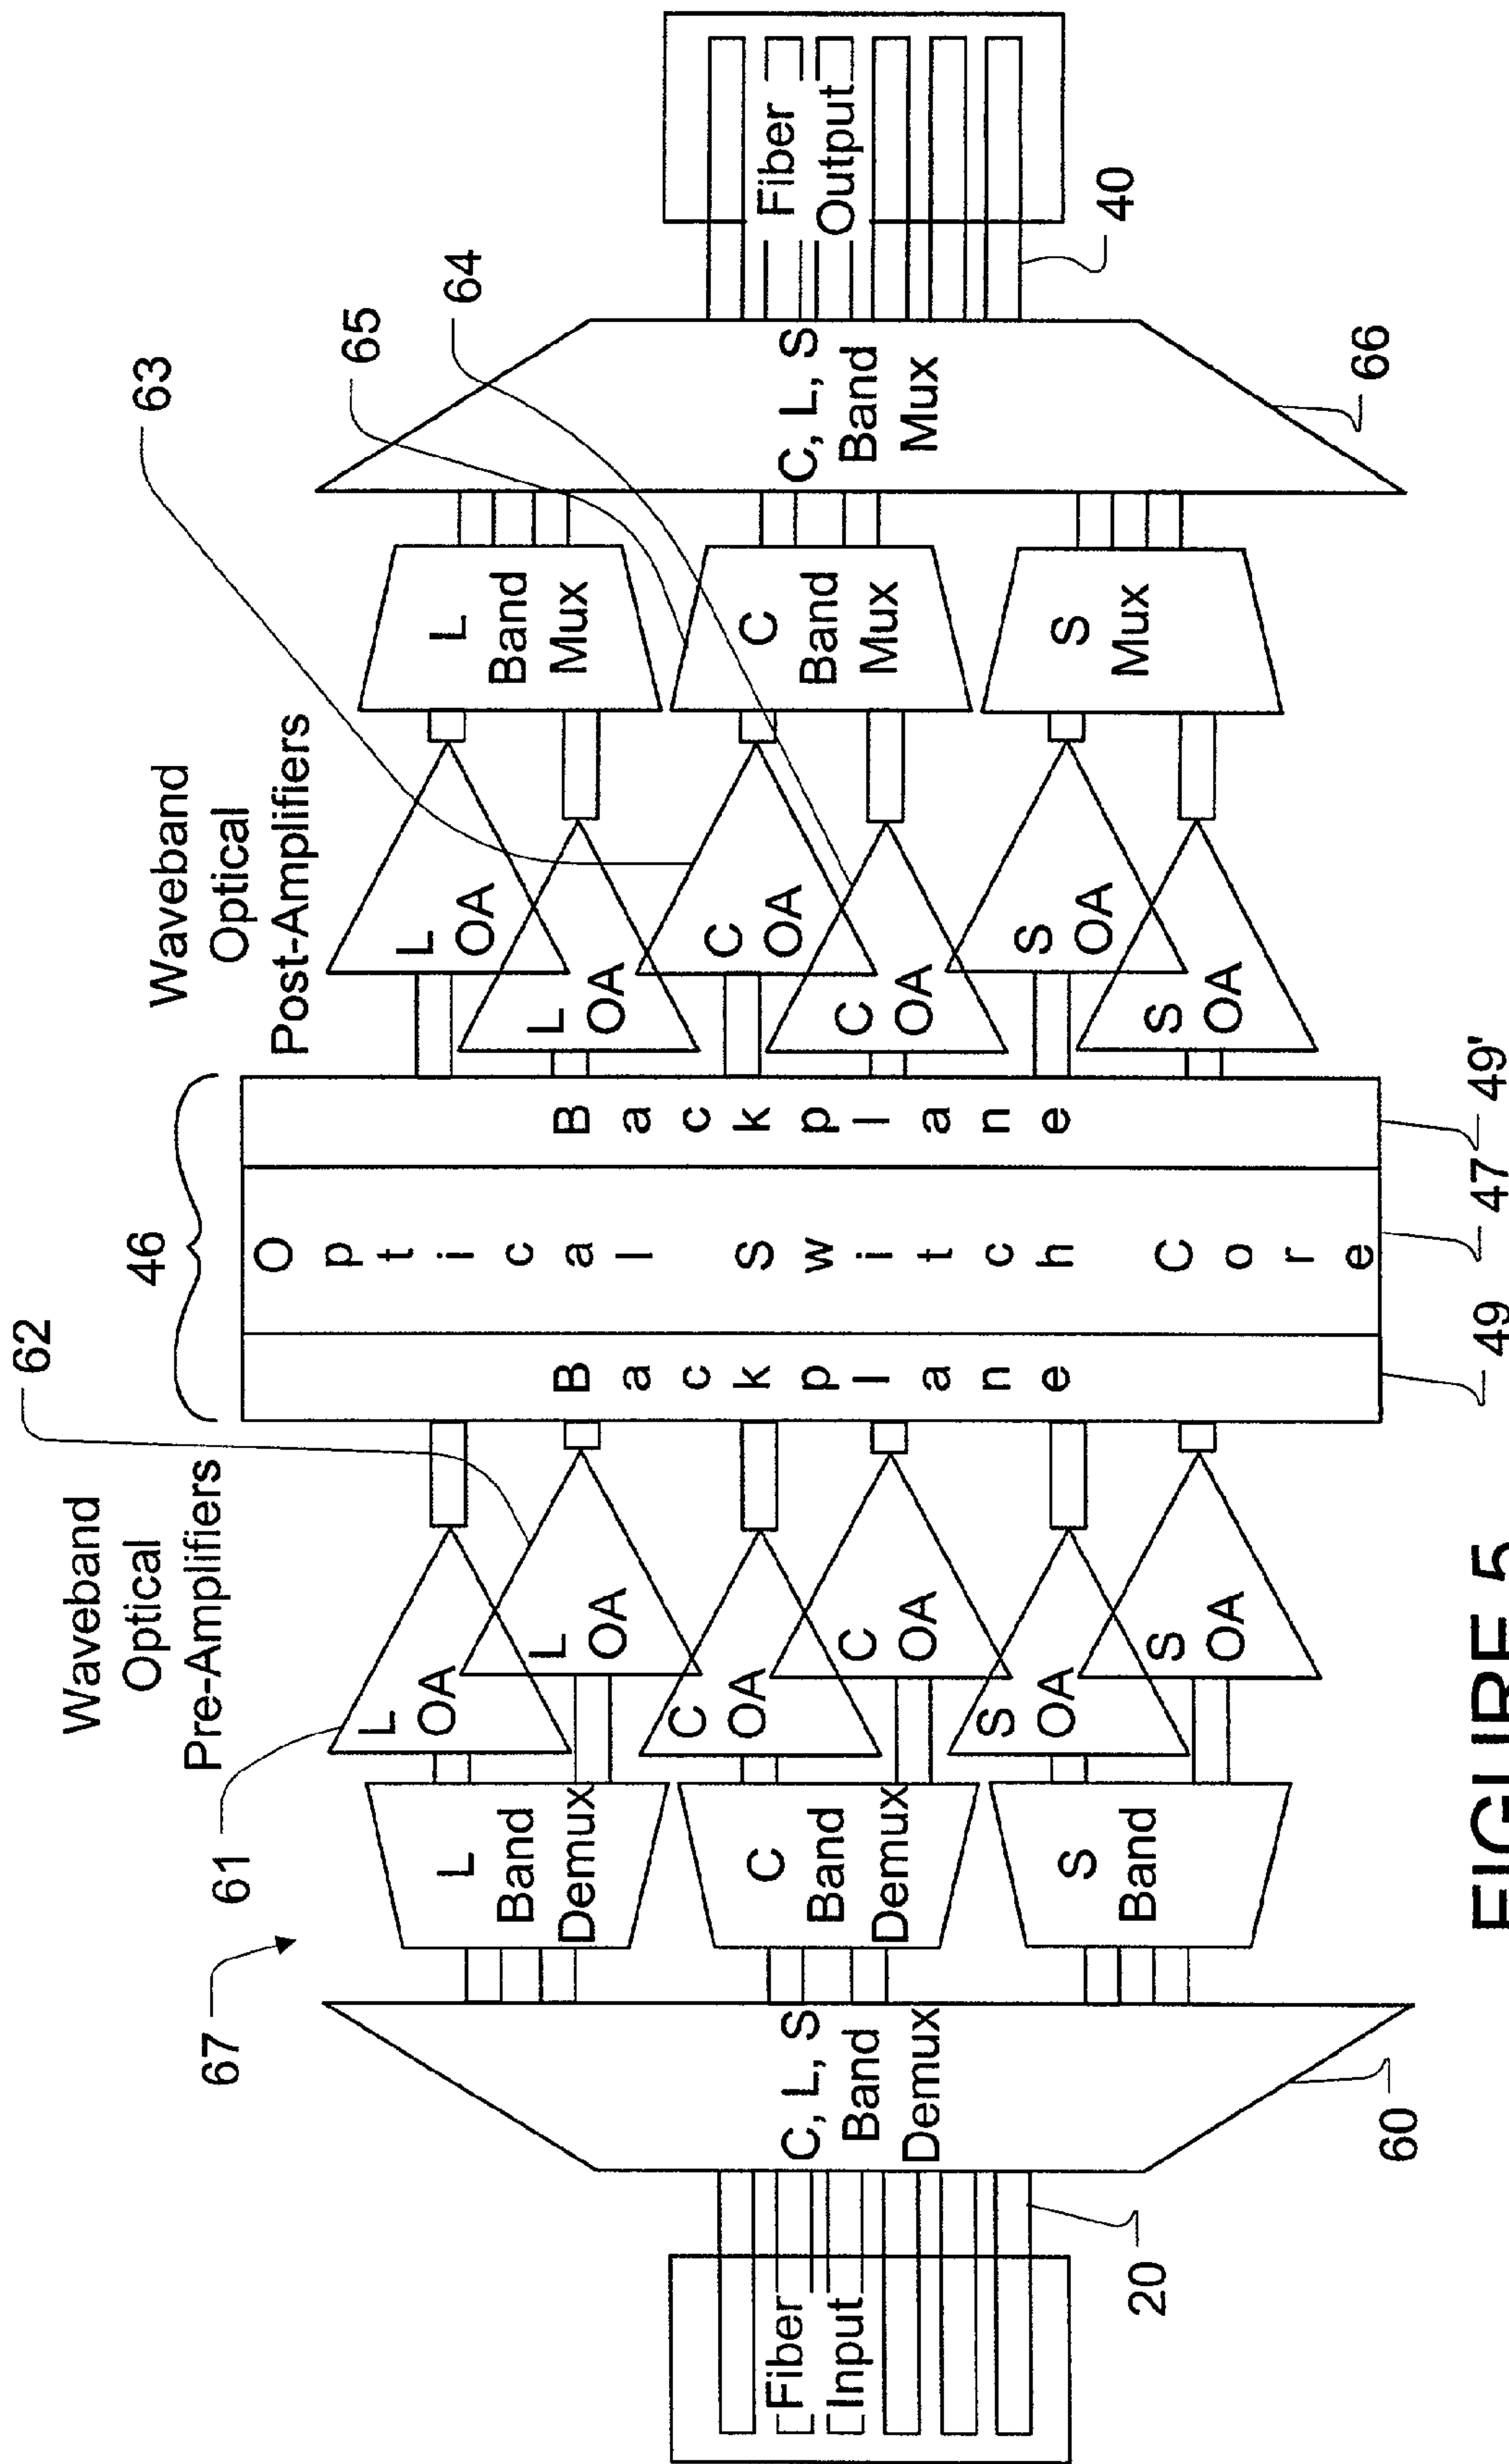 62
46
63
65
64
Waveband
Optical
Pre-Amplifiers
Waveband
Optical
Post-Amplifiers
67
61
Fiber
Input
20
C, L, S
Band
Demux
60
L
Band
Demux
C
Band
Demux
S
Band
L
OA
L
OA
C
OA
C
OA
S
OA
S
OA
Backplane
Optical Switch Core
Backplane
49
47
49'
L
OA
L
OA
C
OA
C
OA
S
OA
S
OA
L
Band
Mux
C
Band
Mux
S
Mux
C, L, S
Band
Mux
66
Fiber
Output
40
FIGURE 5